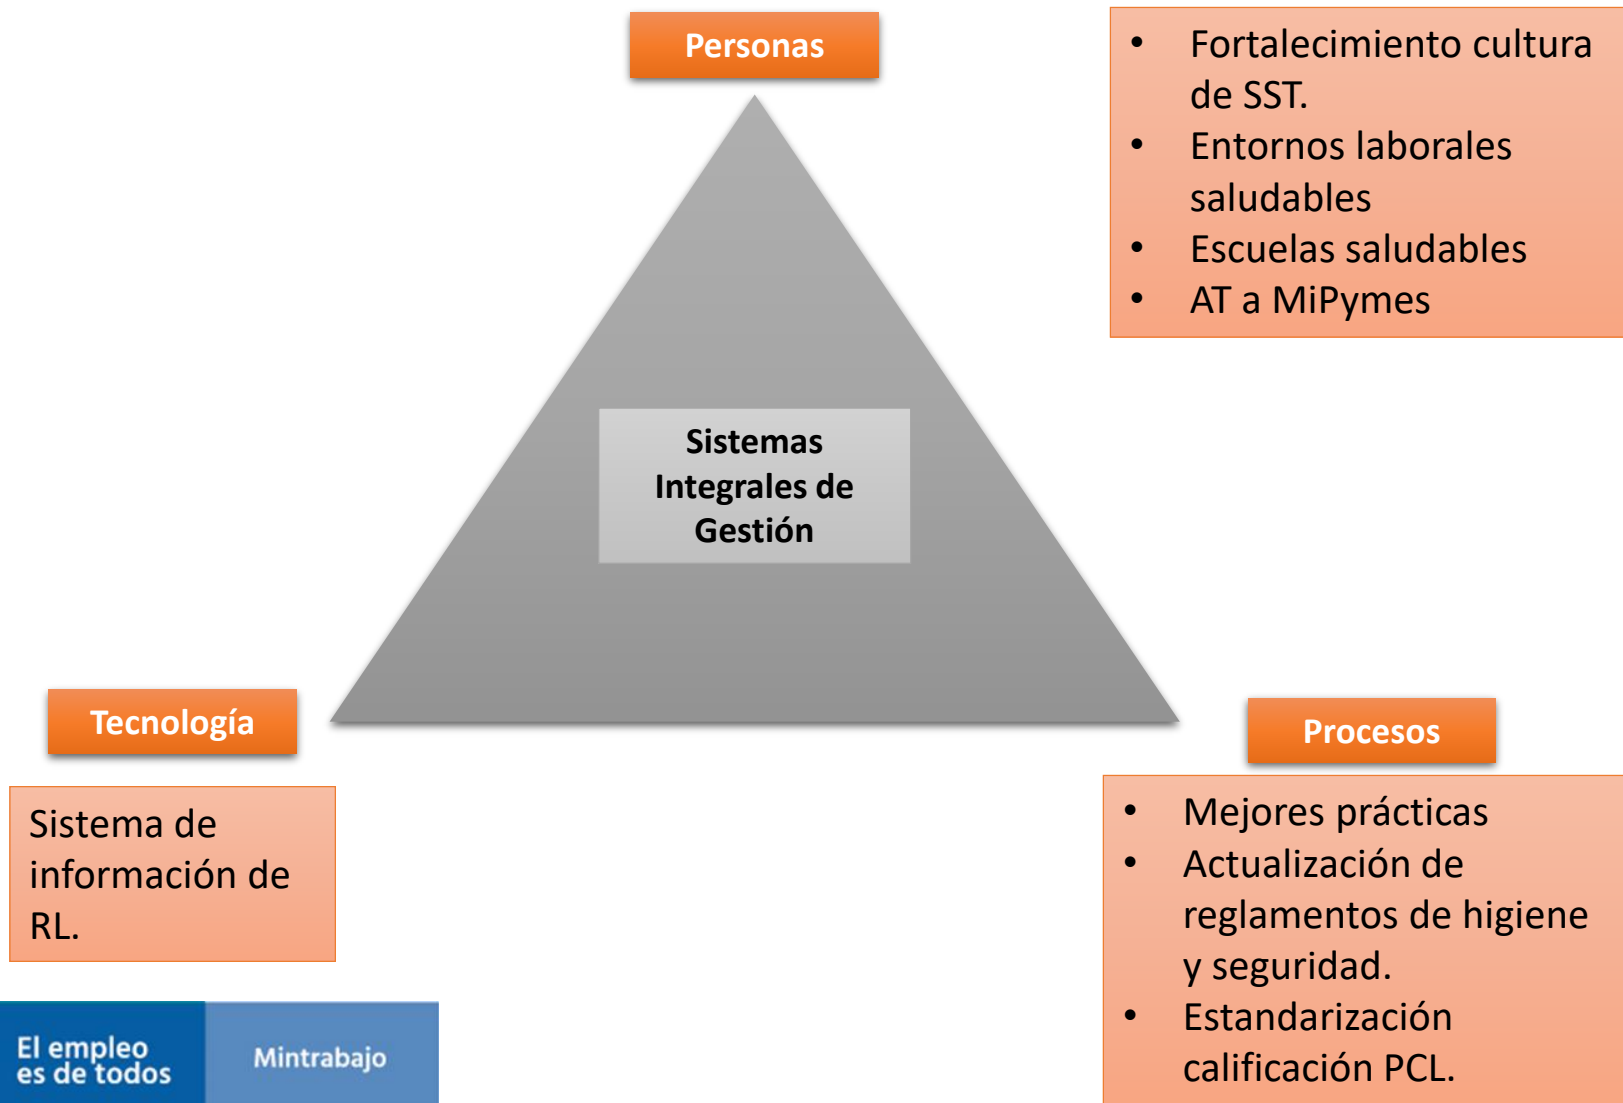 Personas
• Fortalecimiento cultura
de SST.
• Entornos laborales
saludables
• Escuelas saludables
• AT a MiPymes
Sistemas
Integrales de
Gestión
Tecnología
Sistema de
información de
RL.
Procesos
• Mejores prácticas
• Actualización de
reglamentos de higiene
y seguridad.
• Estandarización
calificación PCL.
El empleo
es de todos
Mintrabajo